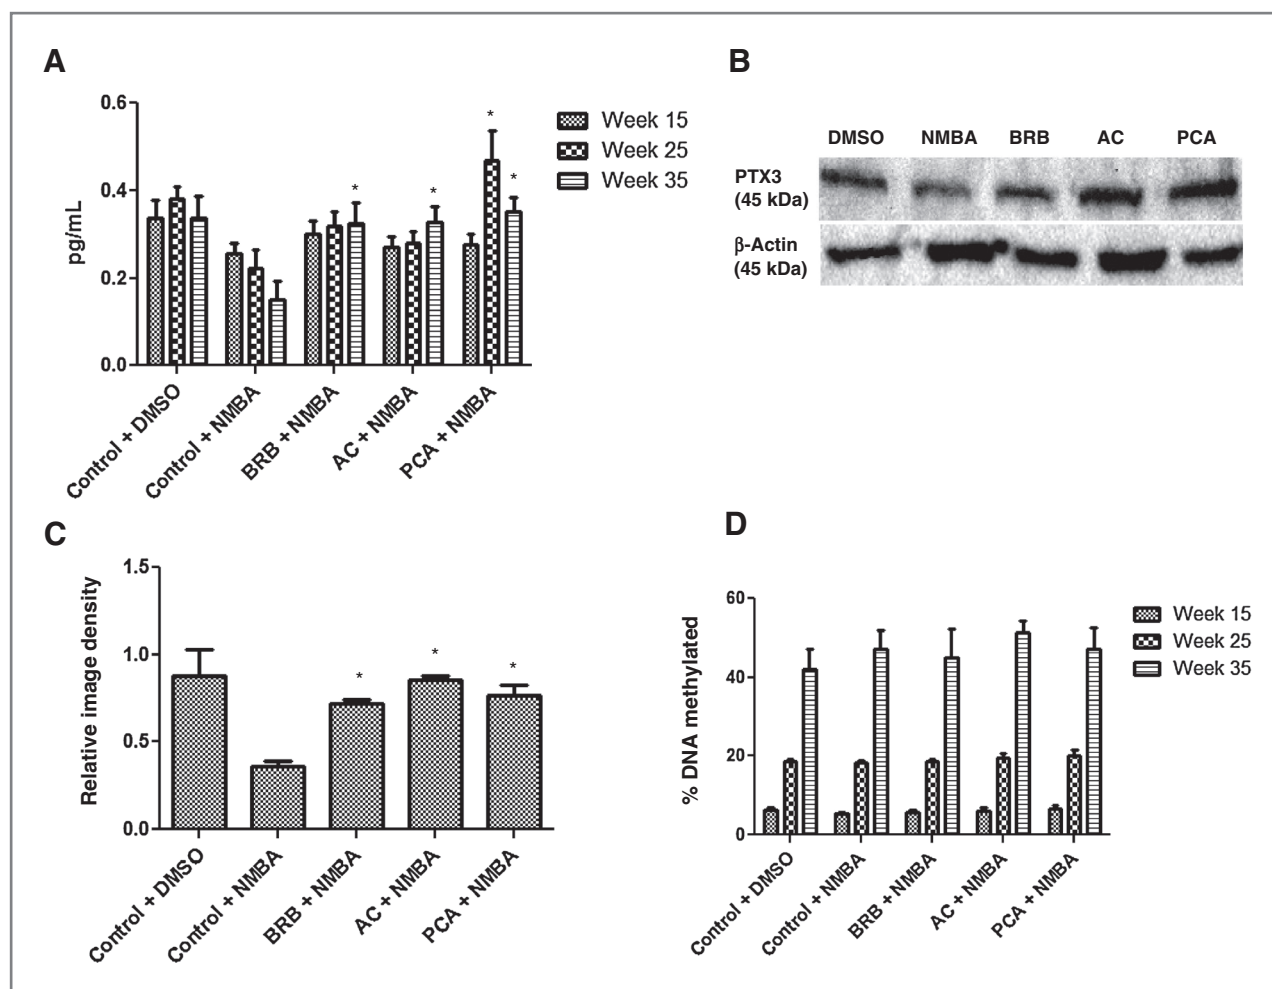 A
0.6
0.4
0.2
0.0
pg/mL
Week 15
Week 25
Week 35
*
*
*
*
Control + DMSO
Control + NMBA
BRB + NMBA
AC + NMBA
PCA + NMBA
B
DMSO NMBA BRB AC PCA
PTX3
(45 kDa)
β-Actin
(45 kDa)
C
1.5
1.0
0.5
0.0
Relative image density
*
*
*
Control + DMSO
Control + NMBA
BRB + NMBA
AC + NMBA
PCA + NMBA
D
60
40
20
0
% DNA methylated
Week 15
Week 25
Week 35
Control + DMSO
Control + NMBA
BRB + NMBA
AC + NMBA
PCA + NMBA